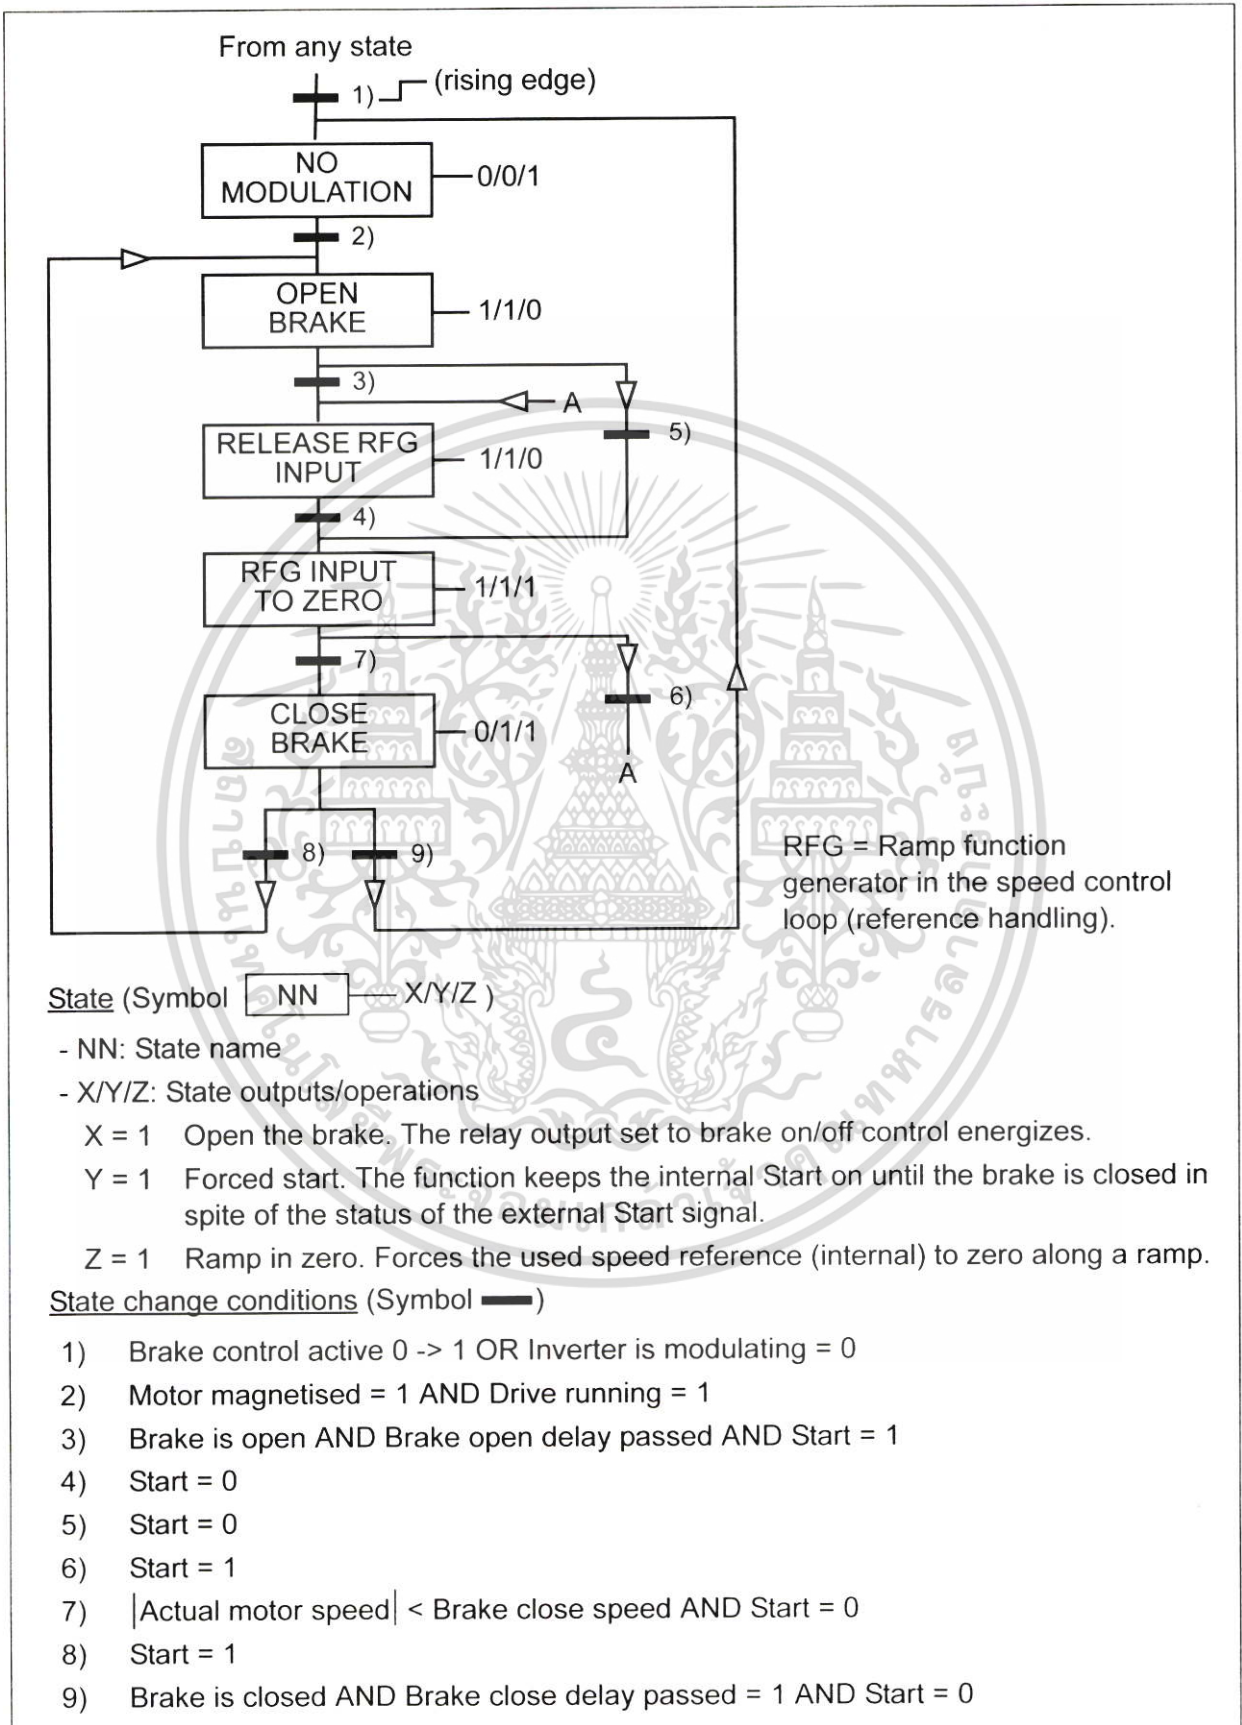 From any state
1) (rising edge)
NO
MODULATION
0/0/1
2)
OPEN
BRAKE
1/1/0
3)
A
5)
RELEASE RFG
INPUT
1/1/0
4)
RFG INPUT
TO ZERO
1/1/1
7)
6)
CLOSE
BRAKE
0/1/1
A
8)
9)
RFG = Ramp function
generator in the speed control
loop (reference handling).
State (Symbol NN X/Y/Z )
- NN: State name
- X/Y/Z: State outputs/operations
X = 1 Open the brake. The relay output set to brake on/off control energizes.
Y = 1 Forced start. The function keeps the internal Start on until the brake is closed in
spite of the status of the external Start signal.
Z = 1 Ramp in zero. Forces the used speed reference (internal) to zero along a ramp.
State change conditions (Symbol )
1) Brake control active 0 -> 1 OR Inverter is modulating = 0
2) Motor magnetised = 1 AND Drive running = 1
3) Brake is open AND Brake open delay passed AND Start = 1
4) Start = 0
5) Start = 0
6) Start = 1
7) |Actual motor speed| < Brake close speed AND Start = 0
8) Start = 1
9) Brake is closed AND Brake close delay passed = 1 AND Start = 0